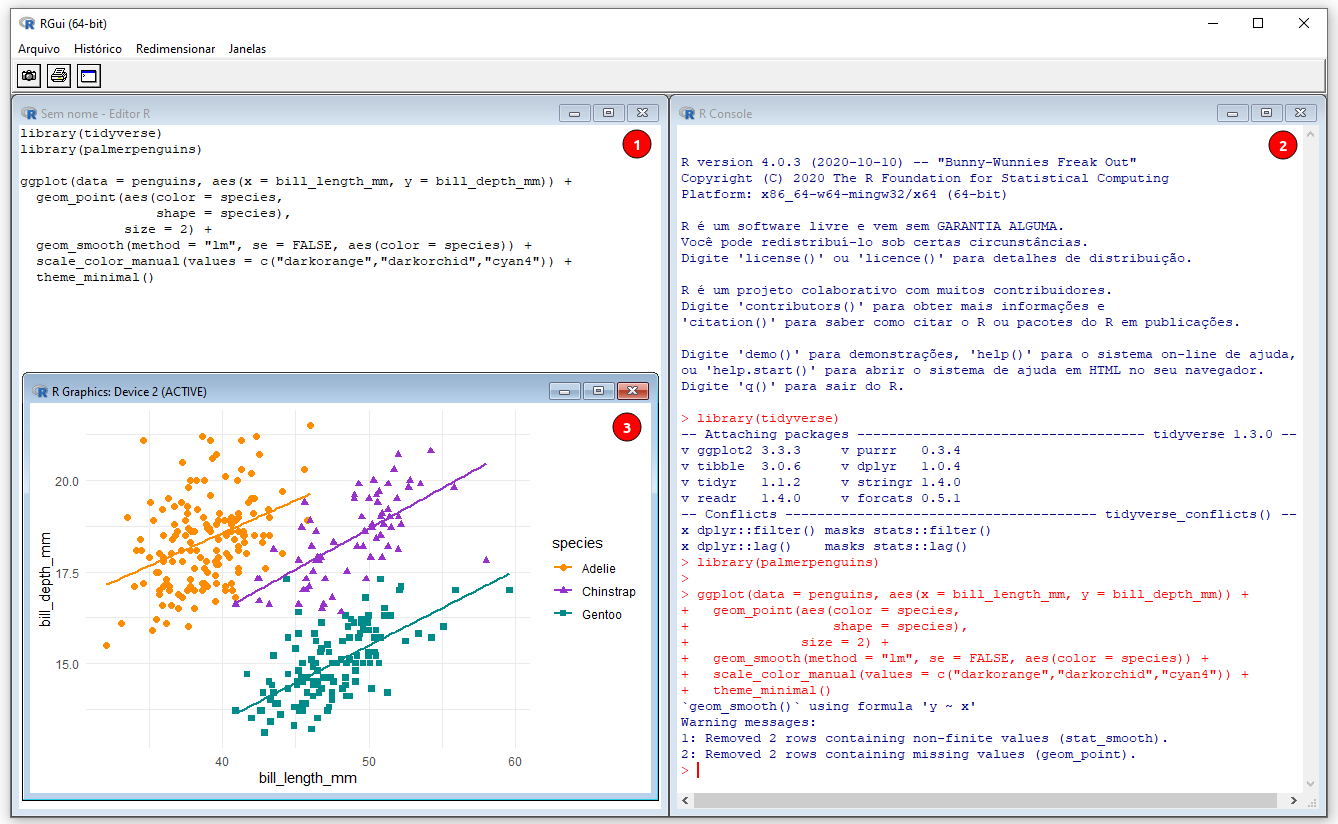 RGui (64-bit)
Arquivo Histórico Redimensionar Janelas
Sem nome - Editor R
1
library(tidyverse)
library(palmerpenguins)
ggplot(data = penguins, aes(x = bill_length_mm, y = bill_depth_mm)) +
  geom_point(aes(color = species,
                 shape = species),
             size = 2) +
  geom_smooth(method = "lm", se = FALSE, aes(color = species)) +
  scale_color_manual(values = c("darkorange","darkorchid","cyan4")) +
  theme_minimal()
R Graphics: Device 2 (ACTIVE)
3
20.0
17.5
15.0
bill_depth_mm
40 50 60
bill_length_mm
species
Adelie
Chinstrap
Gentoo
R Console
2
R version 4.0.3 (2020-10-10) -- "Bunny-Wunnies Freak Out"
Copyright (C) 2020 The R Foundation for Statistical Computing
Platform: x86_64-w64-mingw32/x64 (64-bit)
R é um software livre e vem sem GARANTIA ALGUMA.
Você pode redistribuí-lo sob certas circunstâncias.
Digite 'license()' ou 'licence()' para detalhes de distribuição.
R é um projeto colaborativo com muitos contribuidores.
Digite 'contributors()' para obter mais informações e
'citation()' para saber como citar o R ou pacotes do R em publicações.
Digite 'demo()' para demonstrações, 'help()' para o sistema on-line de ajuda,
ou 'help.start()' para abrir o sistema de ajuda em HTML no seu navegador.
Digite 'q()' para sair do R.
> library(tidyverse)
-- Attaching packages ------------------------------------ tidyverse 1.3.0 --
v ggplot2 3.3.3     v purrr   0.3.4
v tibble  3.0.6     v dplyr   1.0.4
v tidyr   1.1.2     v stringr 1.4.0
v readr   1.4.0     v forcats 0.5.1
-- Conflicts --------------------------------------- tidyverse_conflicts() --
x dplyr::filter() masks stats::filter()
x dplyr::lag()    masks stats::lag()
> library(palmerpenguins)
>
> ggplot(data = penguins, aes(x = bill_length_mm, y = bill_depth_mm)) +
+   geom_point(aes(color = species,
+                  shape = species),
+              size = 2) +
+   geom_smooth(method = "lm", se = FALSE, aes(color = species)) +
+   scale_color_manual(values = c("darkorange","darkorchid","cyan4")) +
+   theme_minimal()
`geom_smooth()` using formula 'y ~ x'
Warning messages:
1: Removed 2 rows containing non-finite values (stat_smooth).
2: Removed 2 rows containing missing values (geom_point).
>